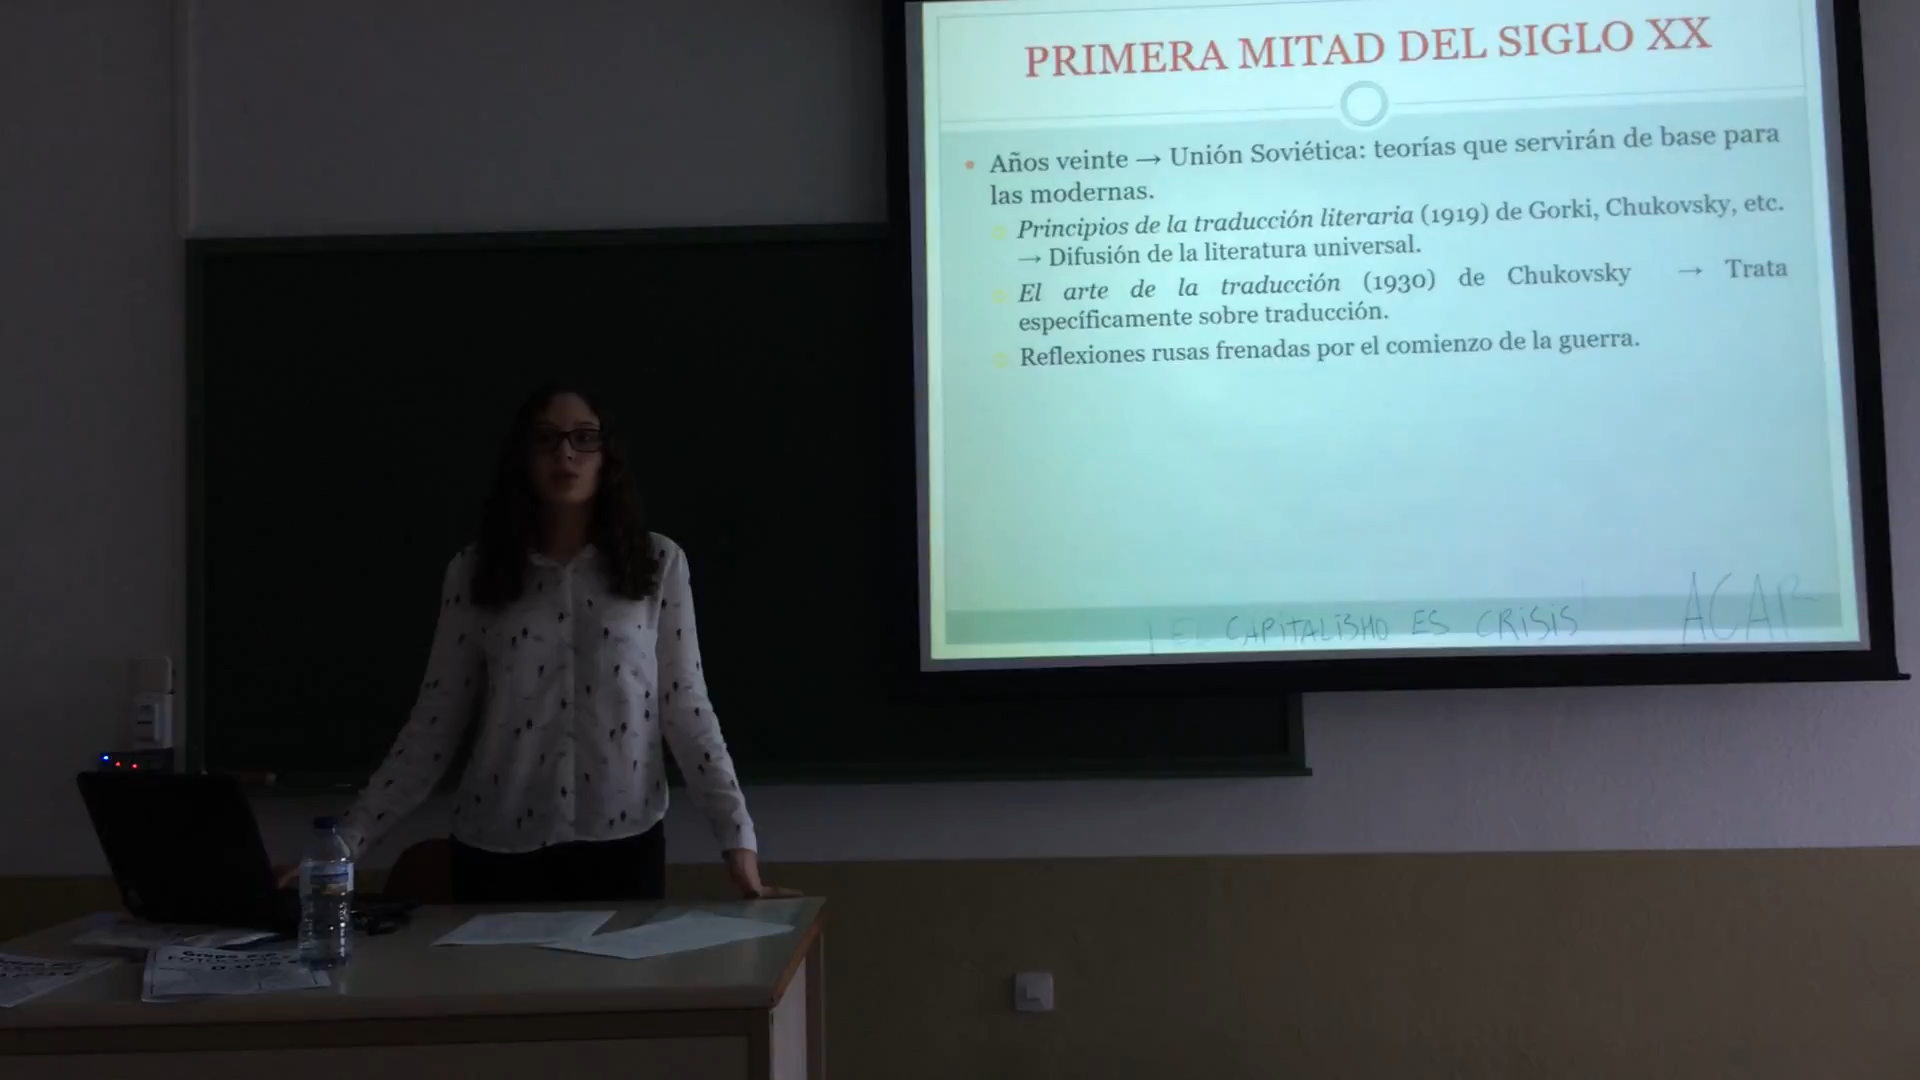 PRIMERA MITAD DEL SIGLO XX
• Años veinte → Unión Soviética: teorías que servirán de base para
las modernas.
Principios de la traducción literaria (1919) de Gorki, Chukovsky, etc.
→ Difusión de la literatura universal.
El arte de la traducción (1930) de Chukovsky → Trata
específicamente sobre traducción.
Reflexiones rusas frenadas por el comienzo de la guerra.
¡EL CAPITALISMO ES CRISIS!